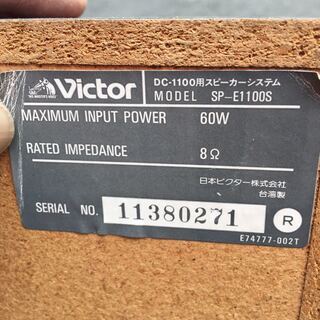 Victor DC-1100用スピーカーシステム
"HIS MASTER'S VOICE" MODEL SP-E1100S
MAXIMUM INPUT POWER 60W
RATED IMPEDANCE 8Ω
日本ビクター株式会社
台湾製
SERIAL NO. 11380271 R
E74777-002T